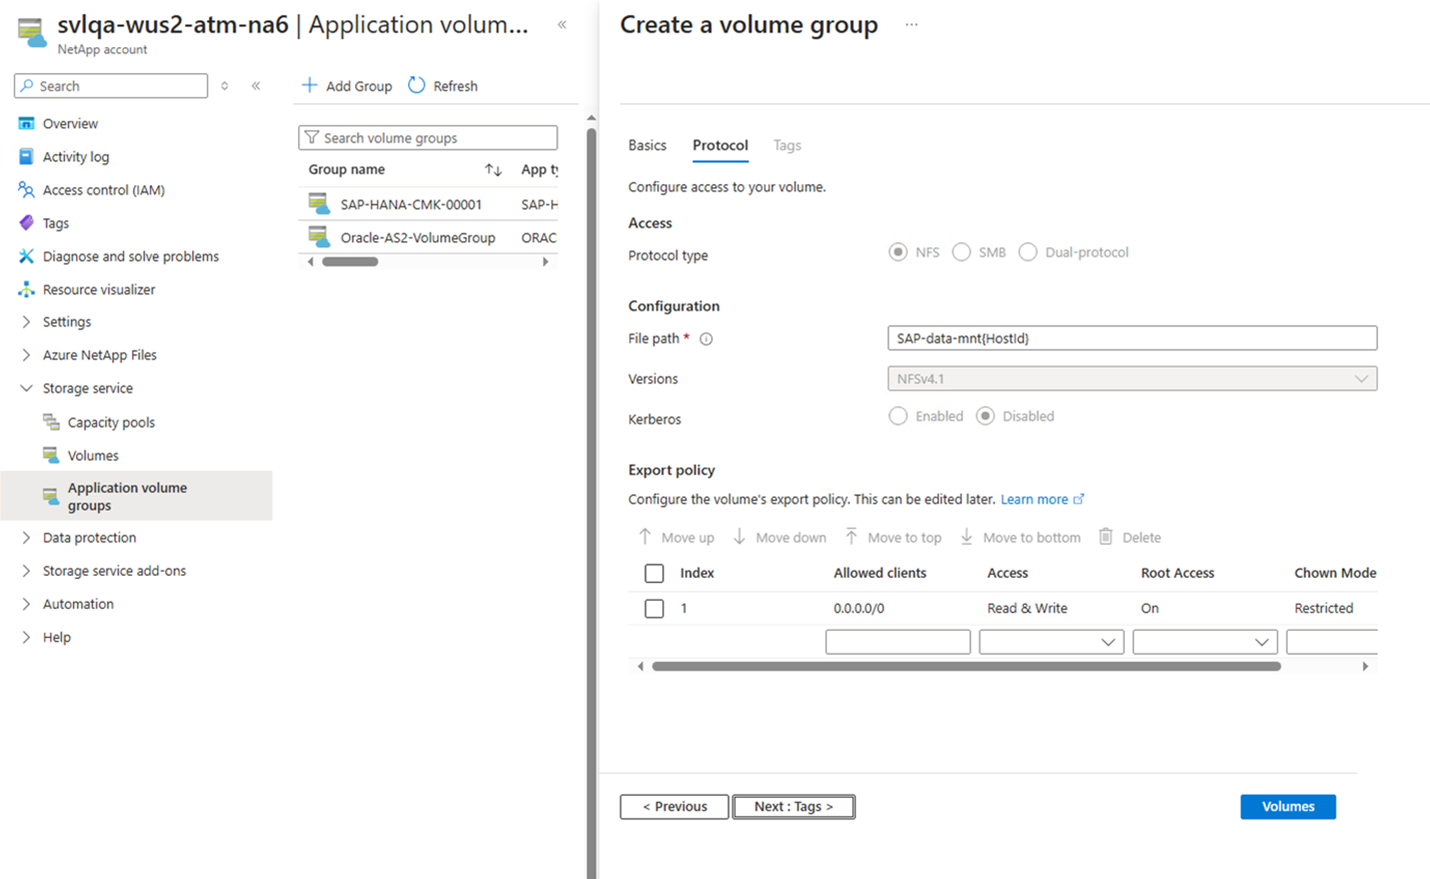 svlqa-wus2-atm-na6 | Application volum... «
NetApp account
Search
«
Overview
Activity log
Access control (IAM)
Tags
Diagnose and solve problems
Resource visualizer
Settings
Azure NetApp Files
Storage service
Capacity pools
Volumes
Application volume
groups
Data protection
Storage service add-ons
Automation
Help
Add Group Refresh
Search volume groups
Group name ↑↓ App ty
SAP-HANA-CMK-00001 SAP-H
Oracle-AS2-VolumeGroup ORAC
Create a volume group ...
Basics Protocol Tags
Configure access to your volume.
Access
Protocol type NFS SMB Dual-protocol
Configuration
File path * SAP-data-mnt{HostId}
Versions NFSv4.1
Kerberos Enabled Disabled
Export policy
Configure the volume's export policy. This can be edited later. Learn more
Move up Move down Move to top Move to bottom Delete
Index Allowed clients Access Root Access Chown Mode
1 0.0.0.0/0 Read & Write On Restricted
< Previous Next : Tags > Volumes